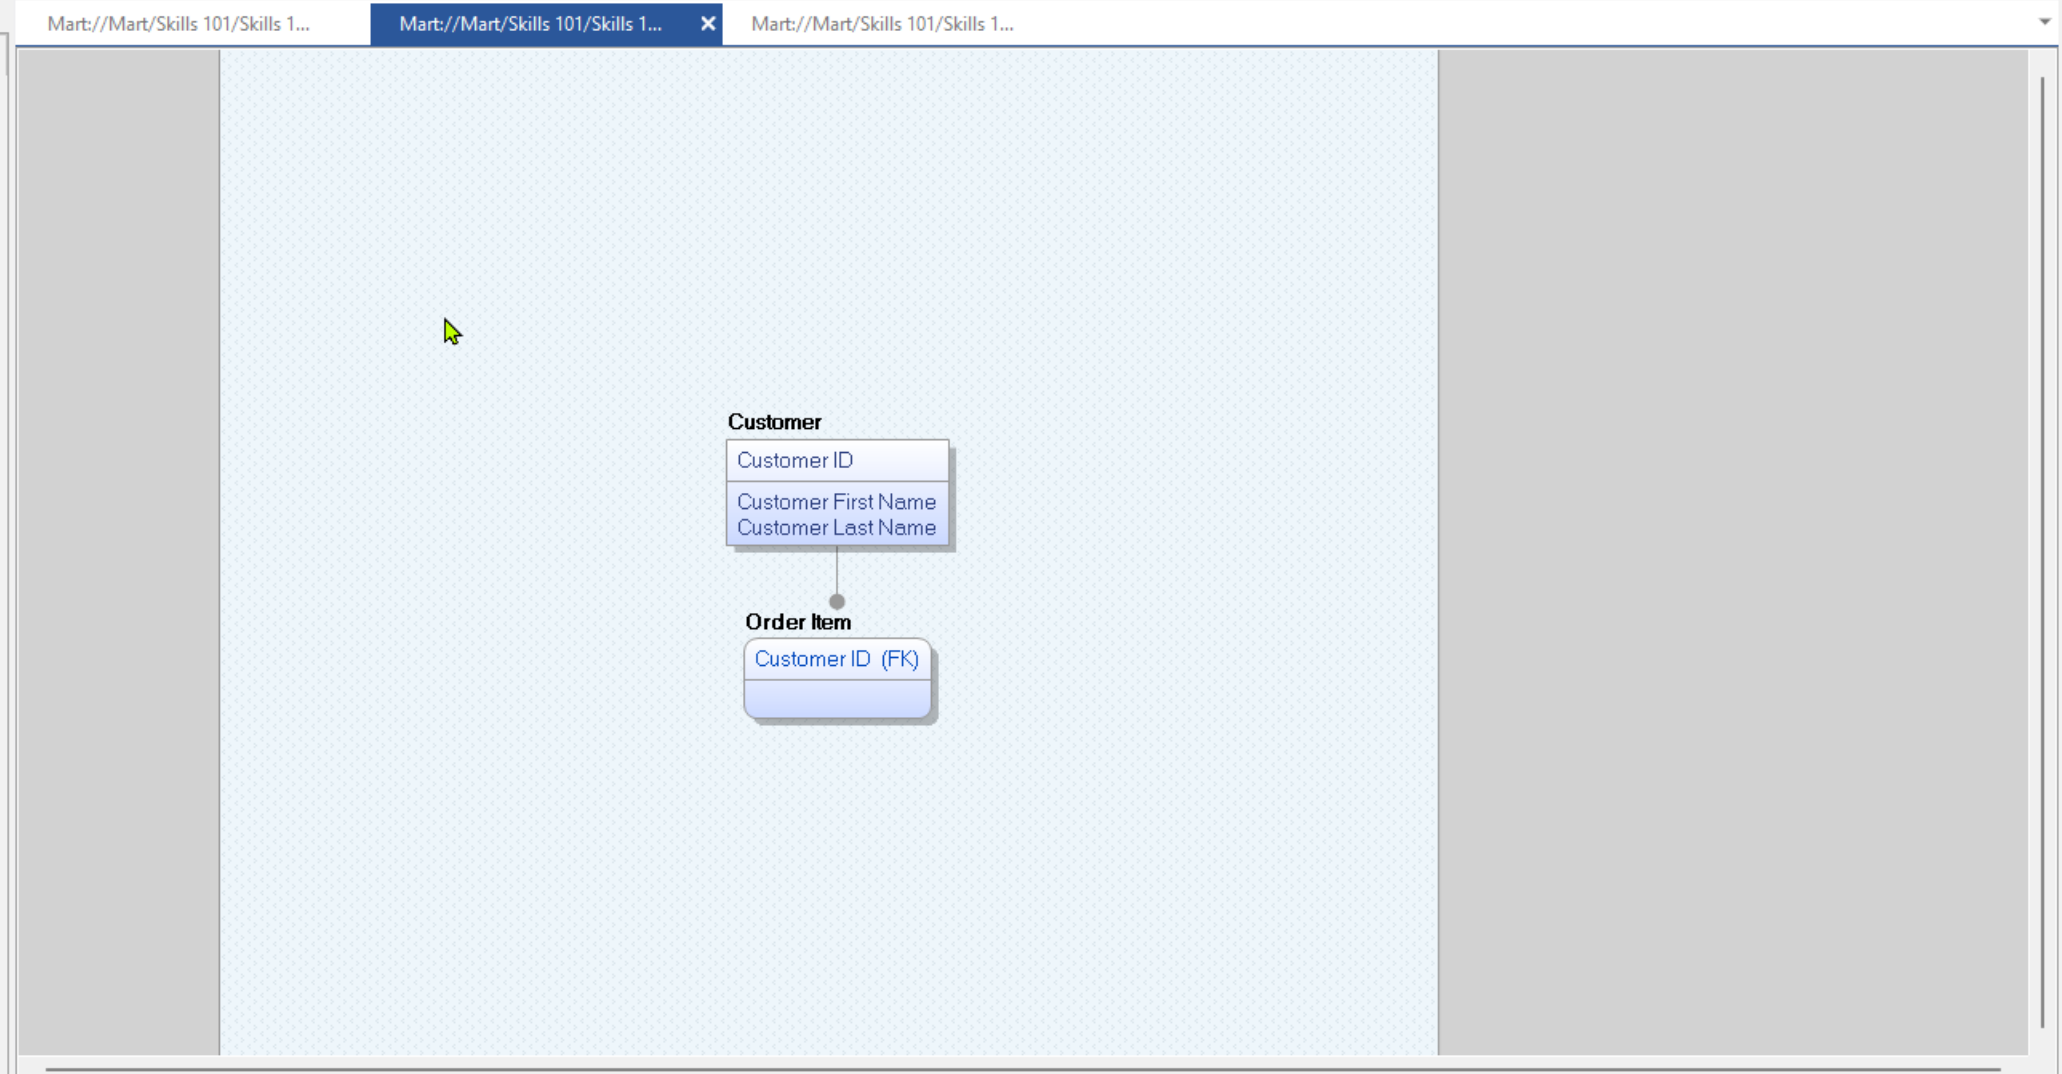 Mart://Mart/Skills 101/Skills 1...
Mart://Mart/Skills 101/Skills 1...
Mart://Mart/Skills 101/Skills 1...
Customer
Customer ID
Customer First Name
Customer Last Name
Order Item
Customer ID (FK)